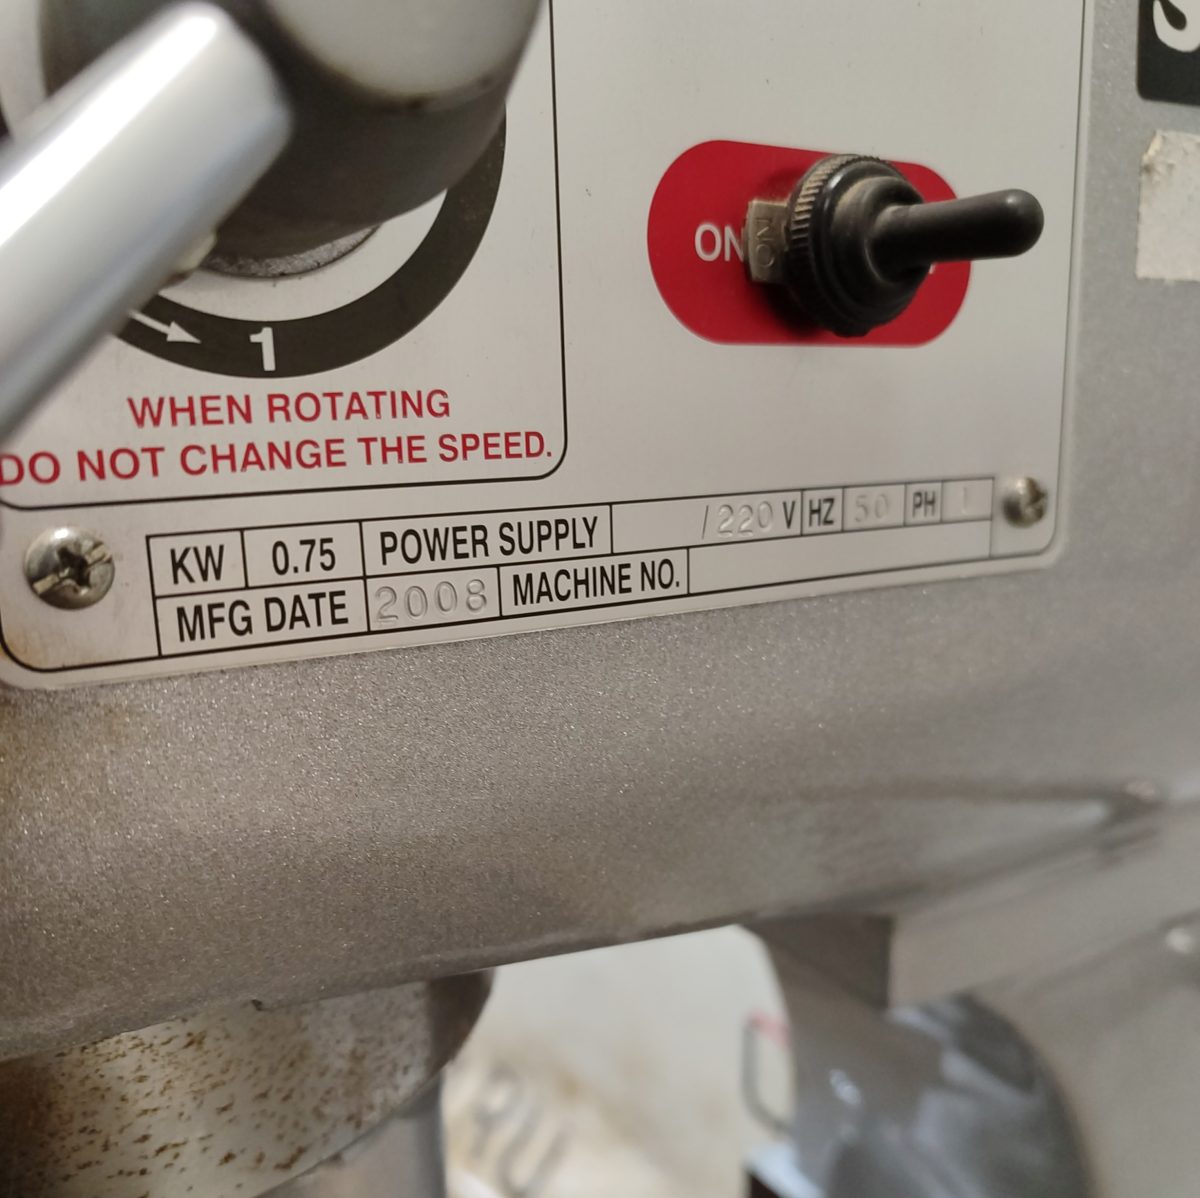 ON
ON
1
WHEN ROTATING
DO NOT CHANGE THE SPEED.
KW 0.75 POWER SUPPLY /220 V HZ 50 PH 1
MFG DATE 2008 MACHINE NO.